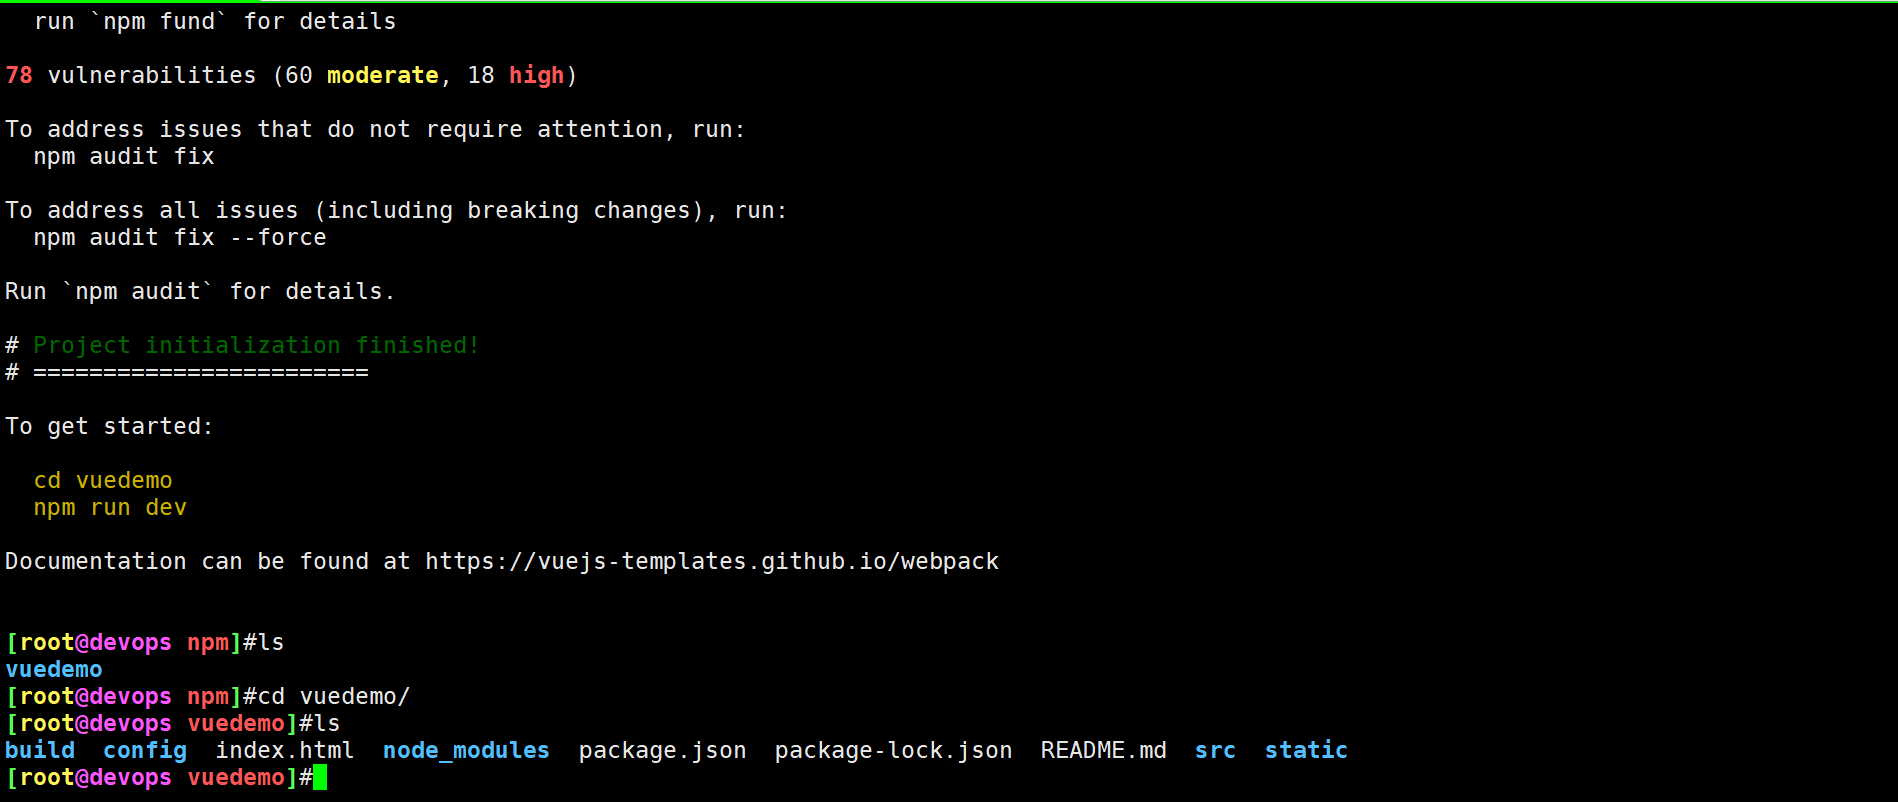 run `npm fund` for details
78 vulnerabilities (60 moderate, 18 high)
To address issues that do not require attention, run:
npm audit fix
To address all issues (including breaking changes), run:
npm audit fix --force
Run `npm audit` for details.
# Project initialization finished!
# ========================
To get started:
cd vuedemo
npm run dev
Documentation can be found at https://vuejs-templates.github.io/webpack
[root@devops npm]#ls
vuedemo
[root@devops npm]#cd vuedemo/
[root@devops vuedemo]#ls
build  config  index.html  node_modules  package.json  package-lock.json  README.md  src  static
[root@devops vuedemo]#